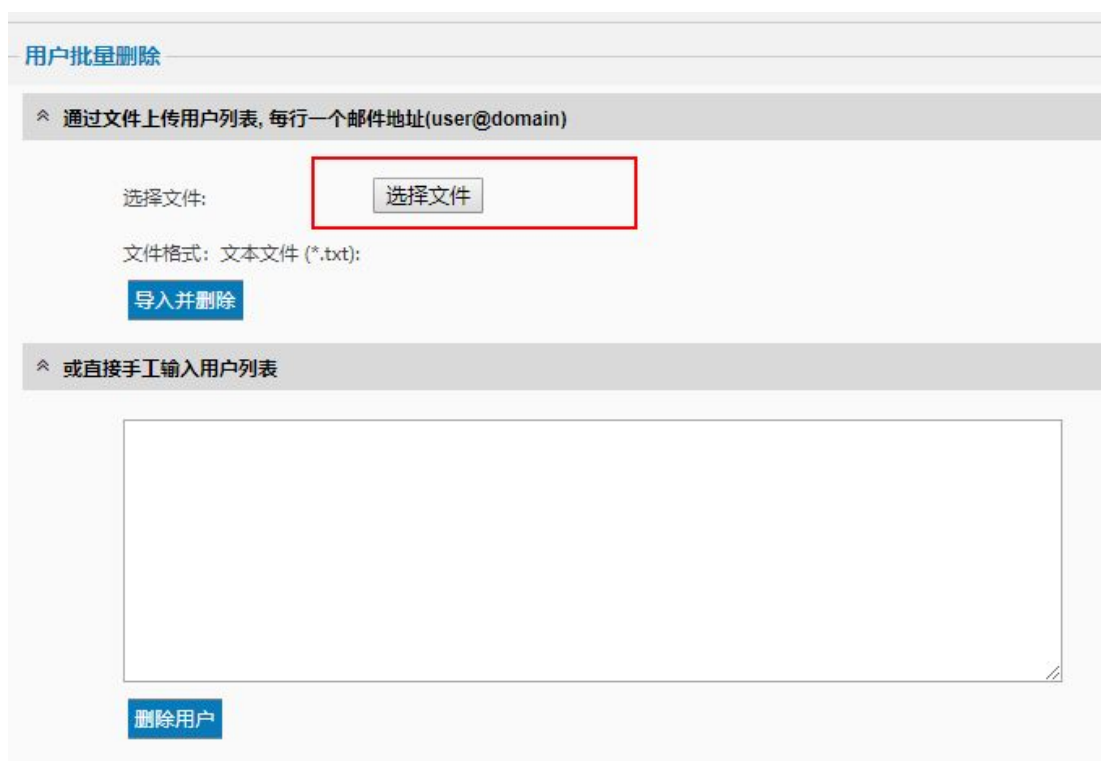 用户批量删除
通过文件上传用户列表, 每行一个邮件地址(user@domain)
选择文件: 选择文件
文件格式：文本文件 (*.txt):
导入并删除
或直接手工输入用户列表
删除用户